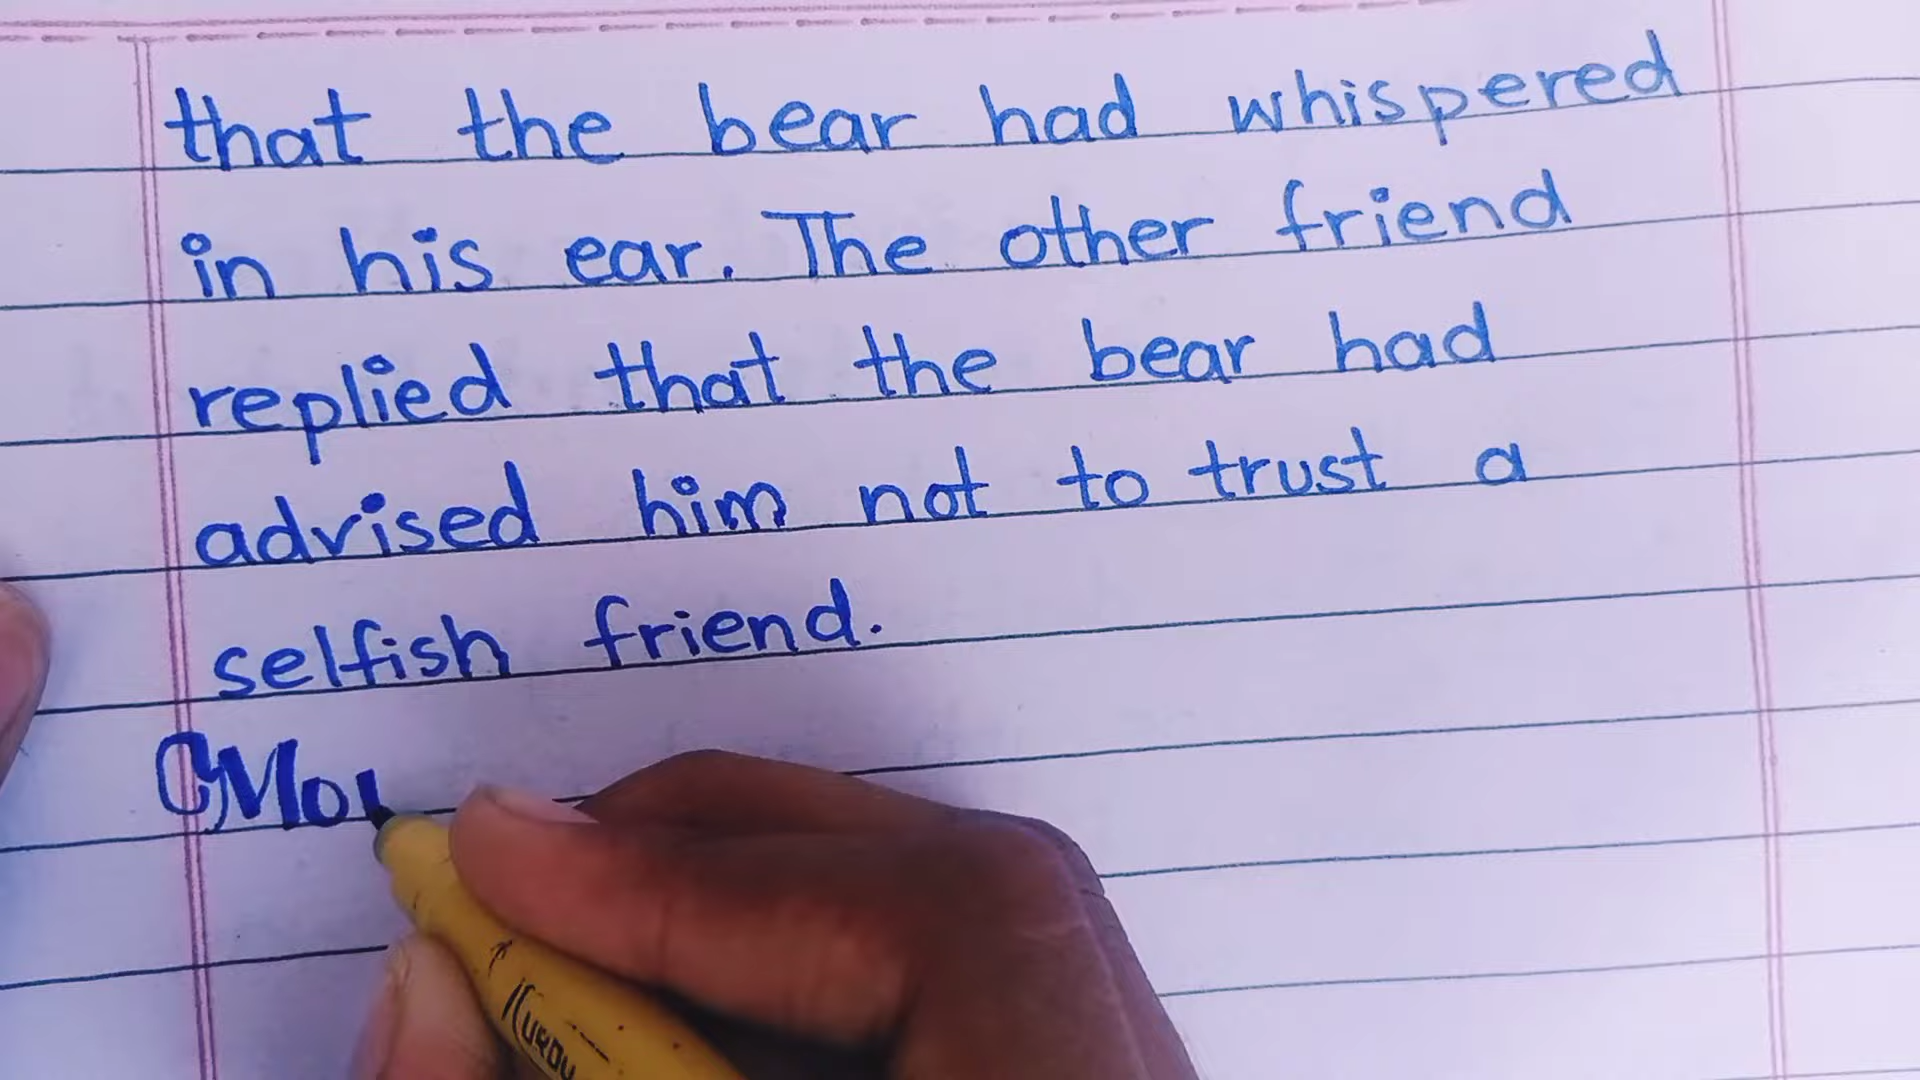 that the bear had whispered
in his ear. The other friend
replied that the bear had
advised him not to trust a
selfish friend.